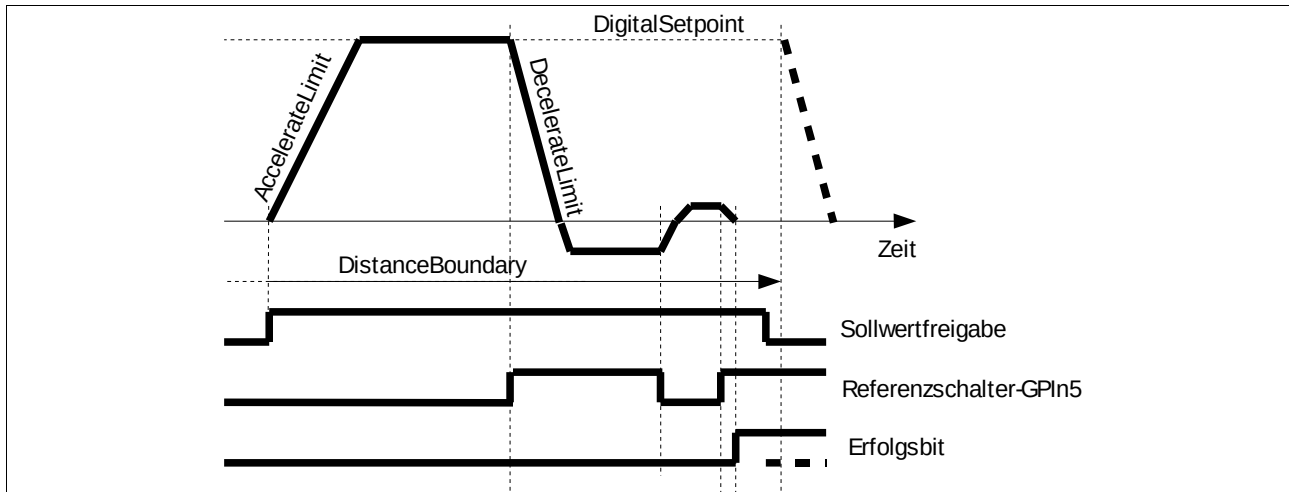 DigitalSetpoint
AccelerateLimit
DecelerateLimit
Zeit
DistanceBoundary
Sollwertfreigabe
Referenzschalter-GPIn5
Erfolgsbit